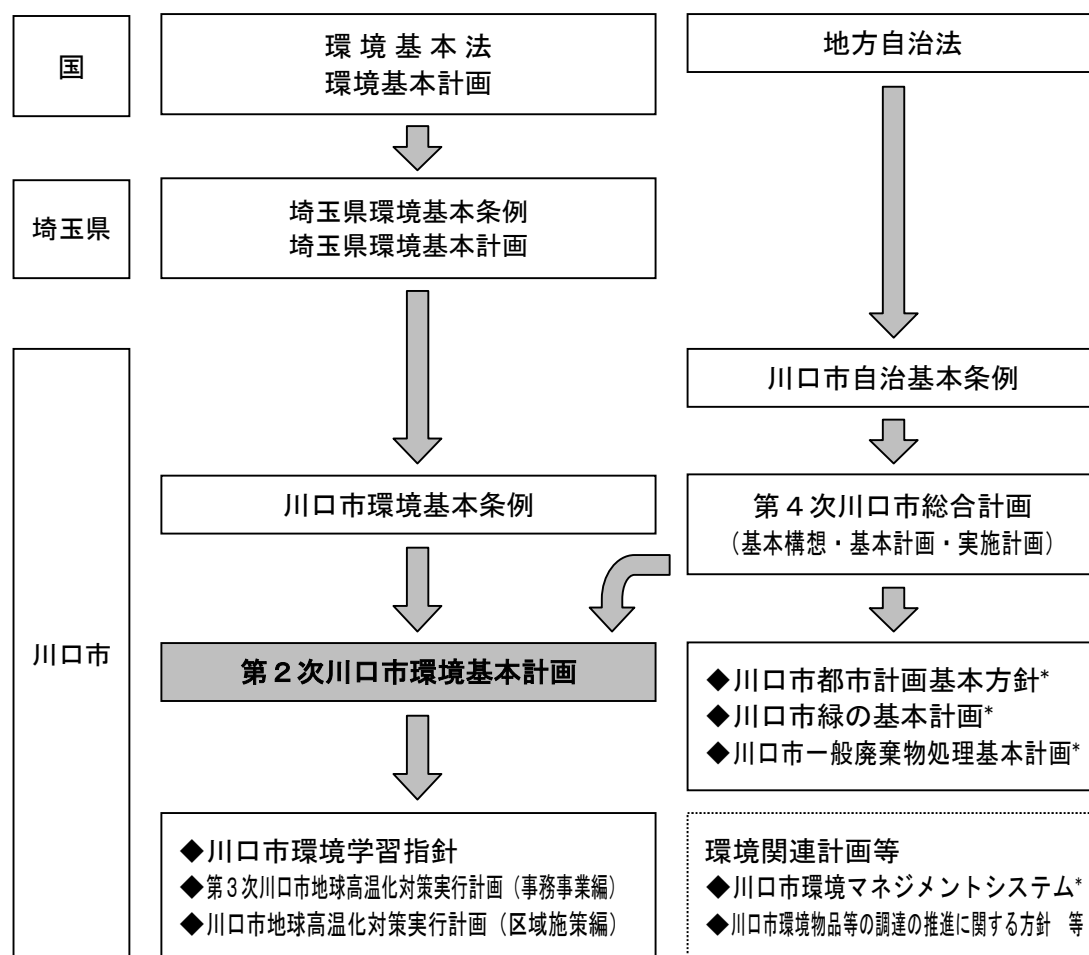 国
環 境 基 本 法
環境基本計画
地方自治法
埼玉県
埼玉県環境基本条例
埼玉県環境基本計画
川口市自治基本条例
川口市環境基本条例
第４次川口市総合計画
（基本構想・基本計画・実施計画）
川口市
第２次川口市環境基本計画
◆川口市都市計画基本方針*
◆川口市緑の基本計画*
◆川口市一般廃棄物処理基本計画*
◆川口市環境学習指針
◆第３次川口市地球高温化対策実行計画（事務事業編）
◆川口市地球高温化対策実行計画（区域施策編）
環境関連計画等
◆川口市環境マネジメントシステム*
◆川口市環境物品等の調達の推進に関する方針　等